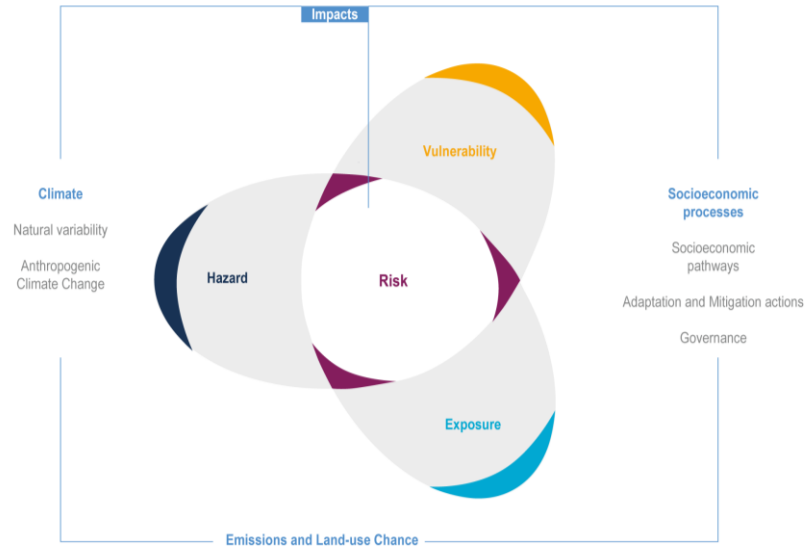 Impacts
Vulnerability
Climate
Natural variability
Anthropogenic
Climate Change
Hazard
Risk
Socioeconomic
processes
Socioeconomic
pathways
Adaptation and Mitigation actions
Governance
Exposure
Emissions and Land-use Chance